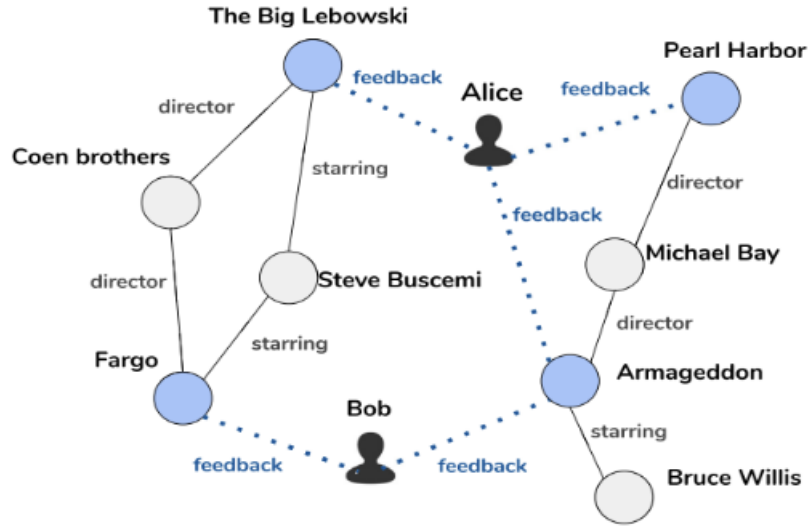 The Big Lebowski
Pearl Harbor
feedback
Alice
feedback
director
Coen brothers
starring
director
feedback
Michael Bay
director
Steve Buscemi
director
starring
Fargo
Armageddon
Bob
starring
feedback
feedback
Bruce Willis